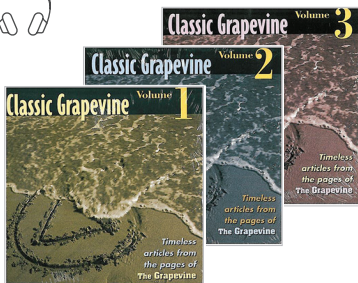 Classic Grapevine Volume 3
Timeless
articles from
the pages of
The Grapevine
Classic Grapevine Volume 2
Timeless
articles from
the pages of
The Grapevine
Classic Grapevine Volume 1
Timeless
articles from
the pages of
The Grapevine